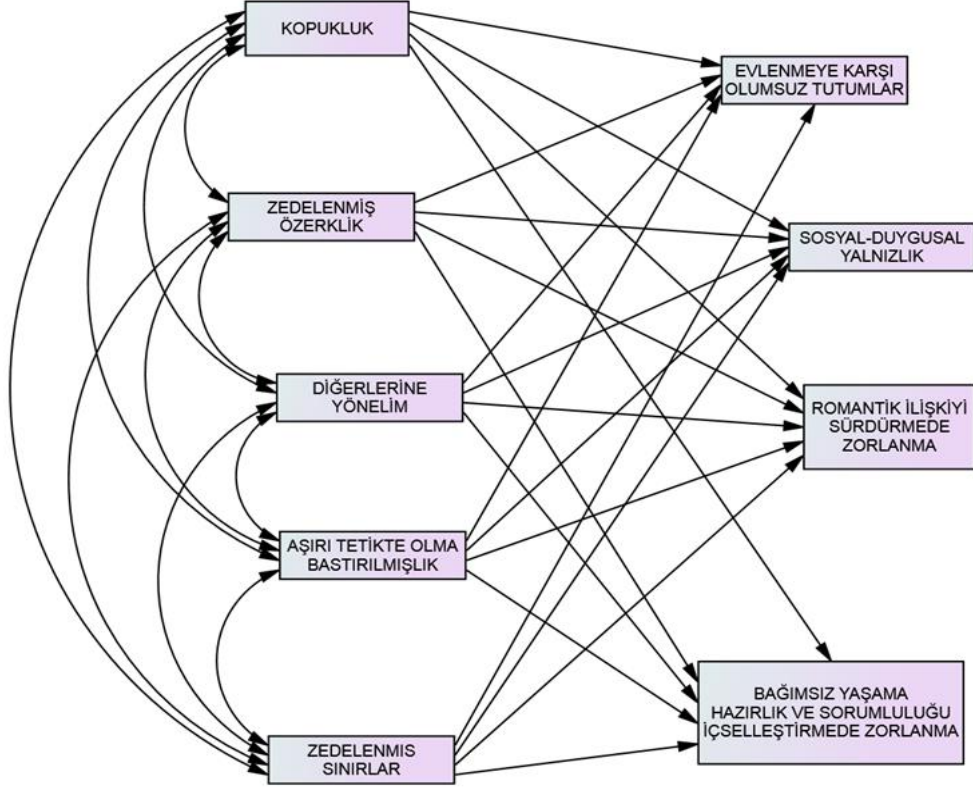 KOPUKLUK
EVLENMEYE KARŞI
OLUMSUZ TUTUMLAR
ZEDELENMİŞ
ÖZERKLİK
SOSYAL-DUYGUSAL
YALNIZLIK
DİĞERLERİNE
YÖNELİM
ROMANTİK İLİŞKİYİ
SÜRDÜRMEDE
ZORLANMA
AŞIRI TETİKTE OLMA
BASTIRILMIŞLIK
BAĞIMSIZ YAŞAMA
HAZIRLIK VE SORUMLULUĞU
İÇSELLEŞTİRMEDE ZORLANMA
ZEDELENMIS
SINIRLAR